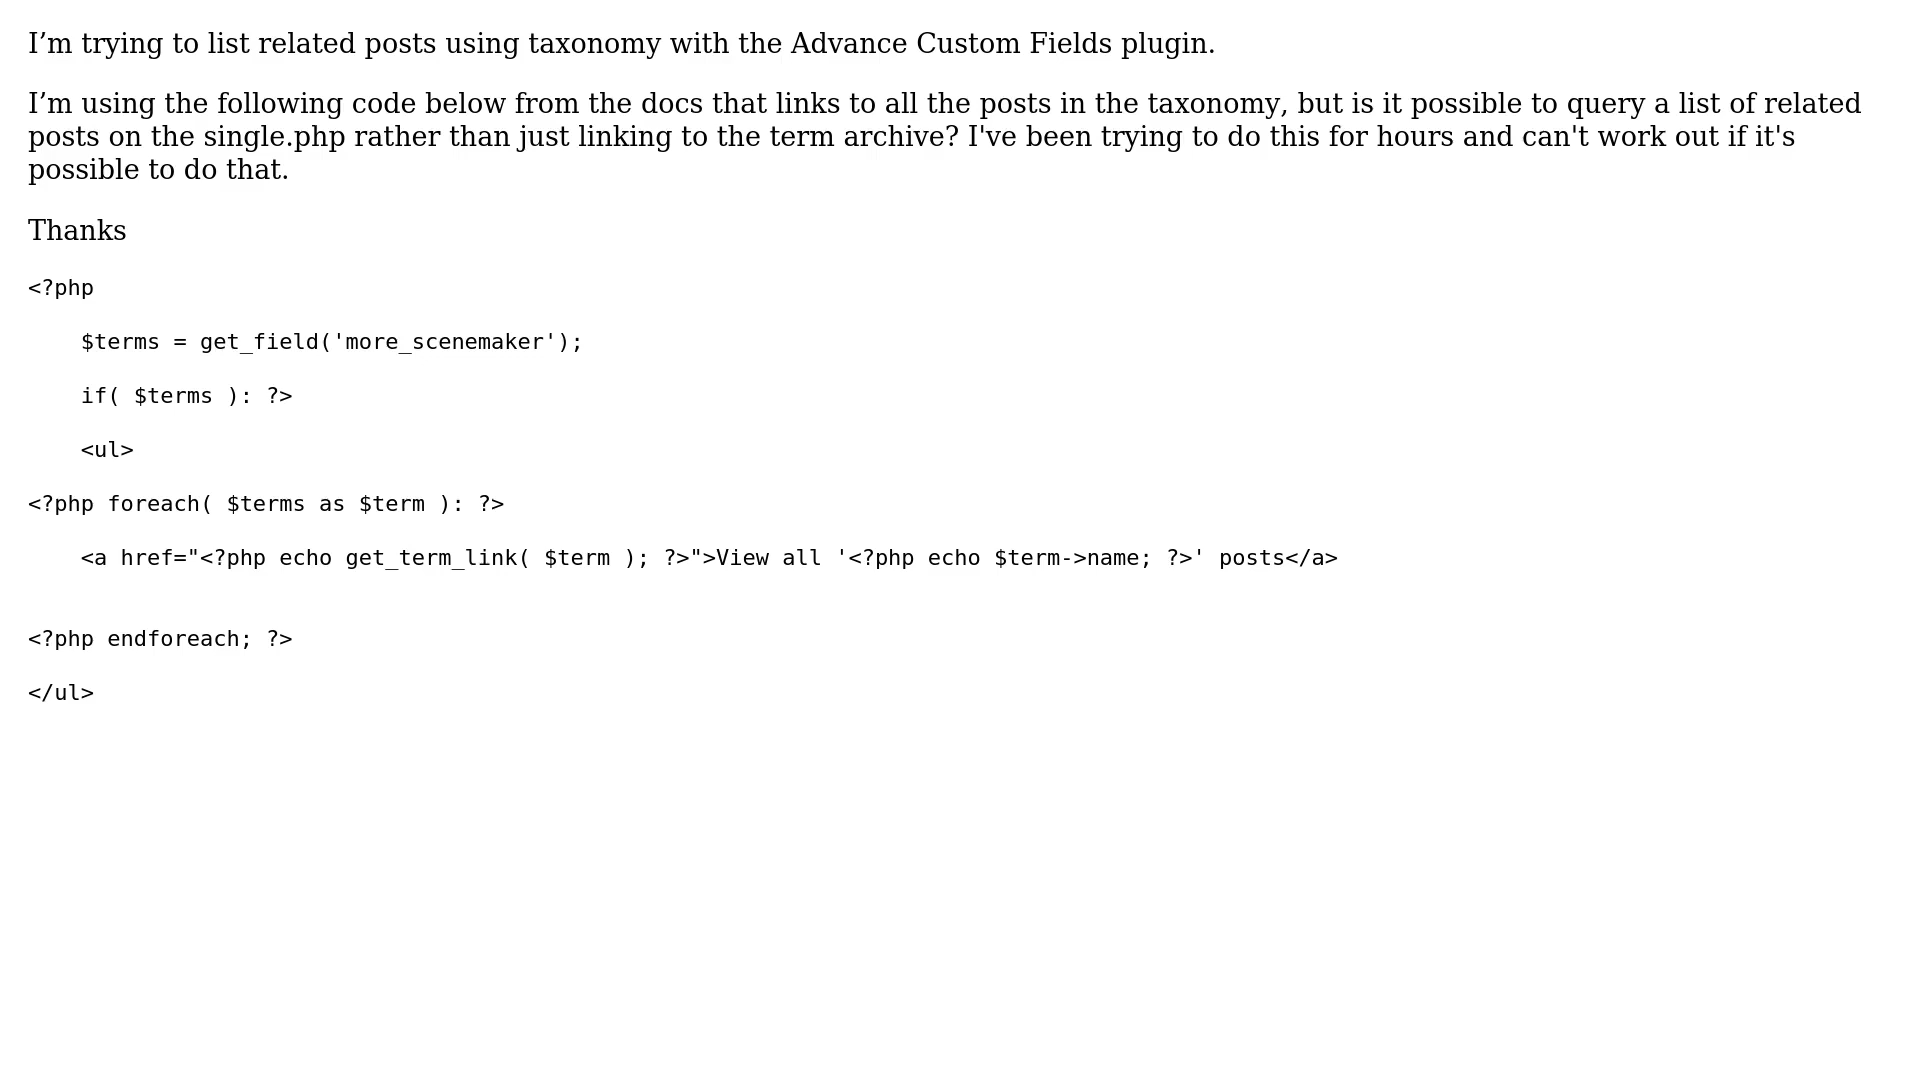 I’m trying to list related posts using taxonomy with the Advance Custom Fields plugin.
I’m using the following code below from the docs that links to all the posts in the taxonomy, but is it possible to query a list of related
posts on the single.php rather than just linking to the term archive? I've been trying to do this for hours and can't work out if it's
possible to do that.
Thanks
<?php
    $terms = get_field('more_scenemaker');
    if( $terms ): ?>
    <ul>
<?php foreach( $terms as $term ): ?>
    <a href="<?php echo get_term_link( $term ); ?>">View all '<?php echo $term->name; ?>' posts</a>
<?php endforeach; ?>
</ul>